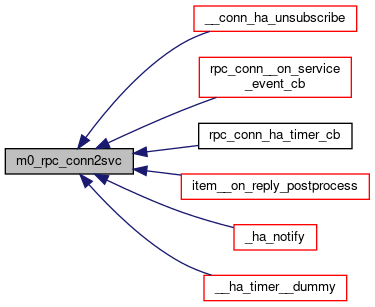 __conn_ha_unsubscribe
rpc_conn__on_service
_event_cb
rpc_conn_ha_timer_cb
m0_rpc_conn2svc
item__on_reply_postprocess
_ha_notify
__ha_timer__dummy